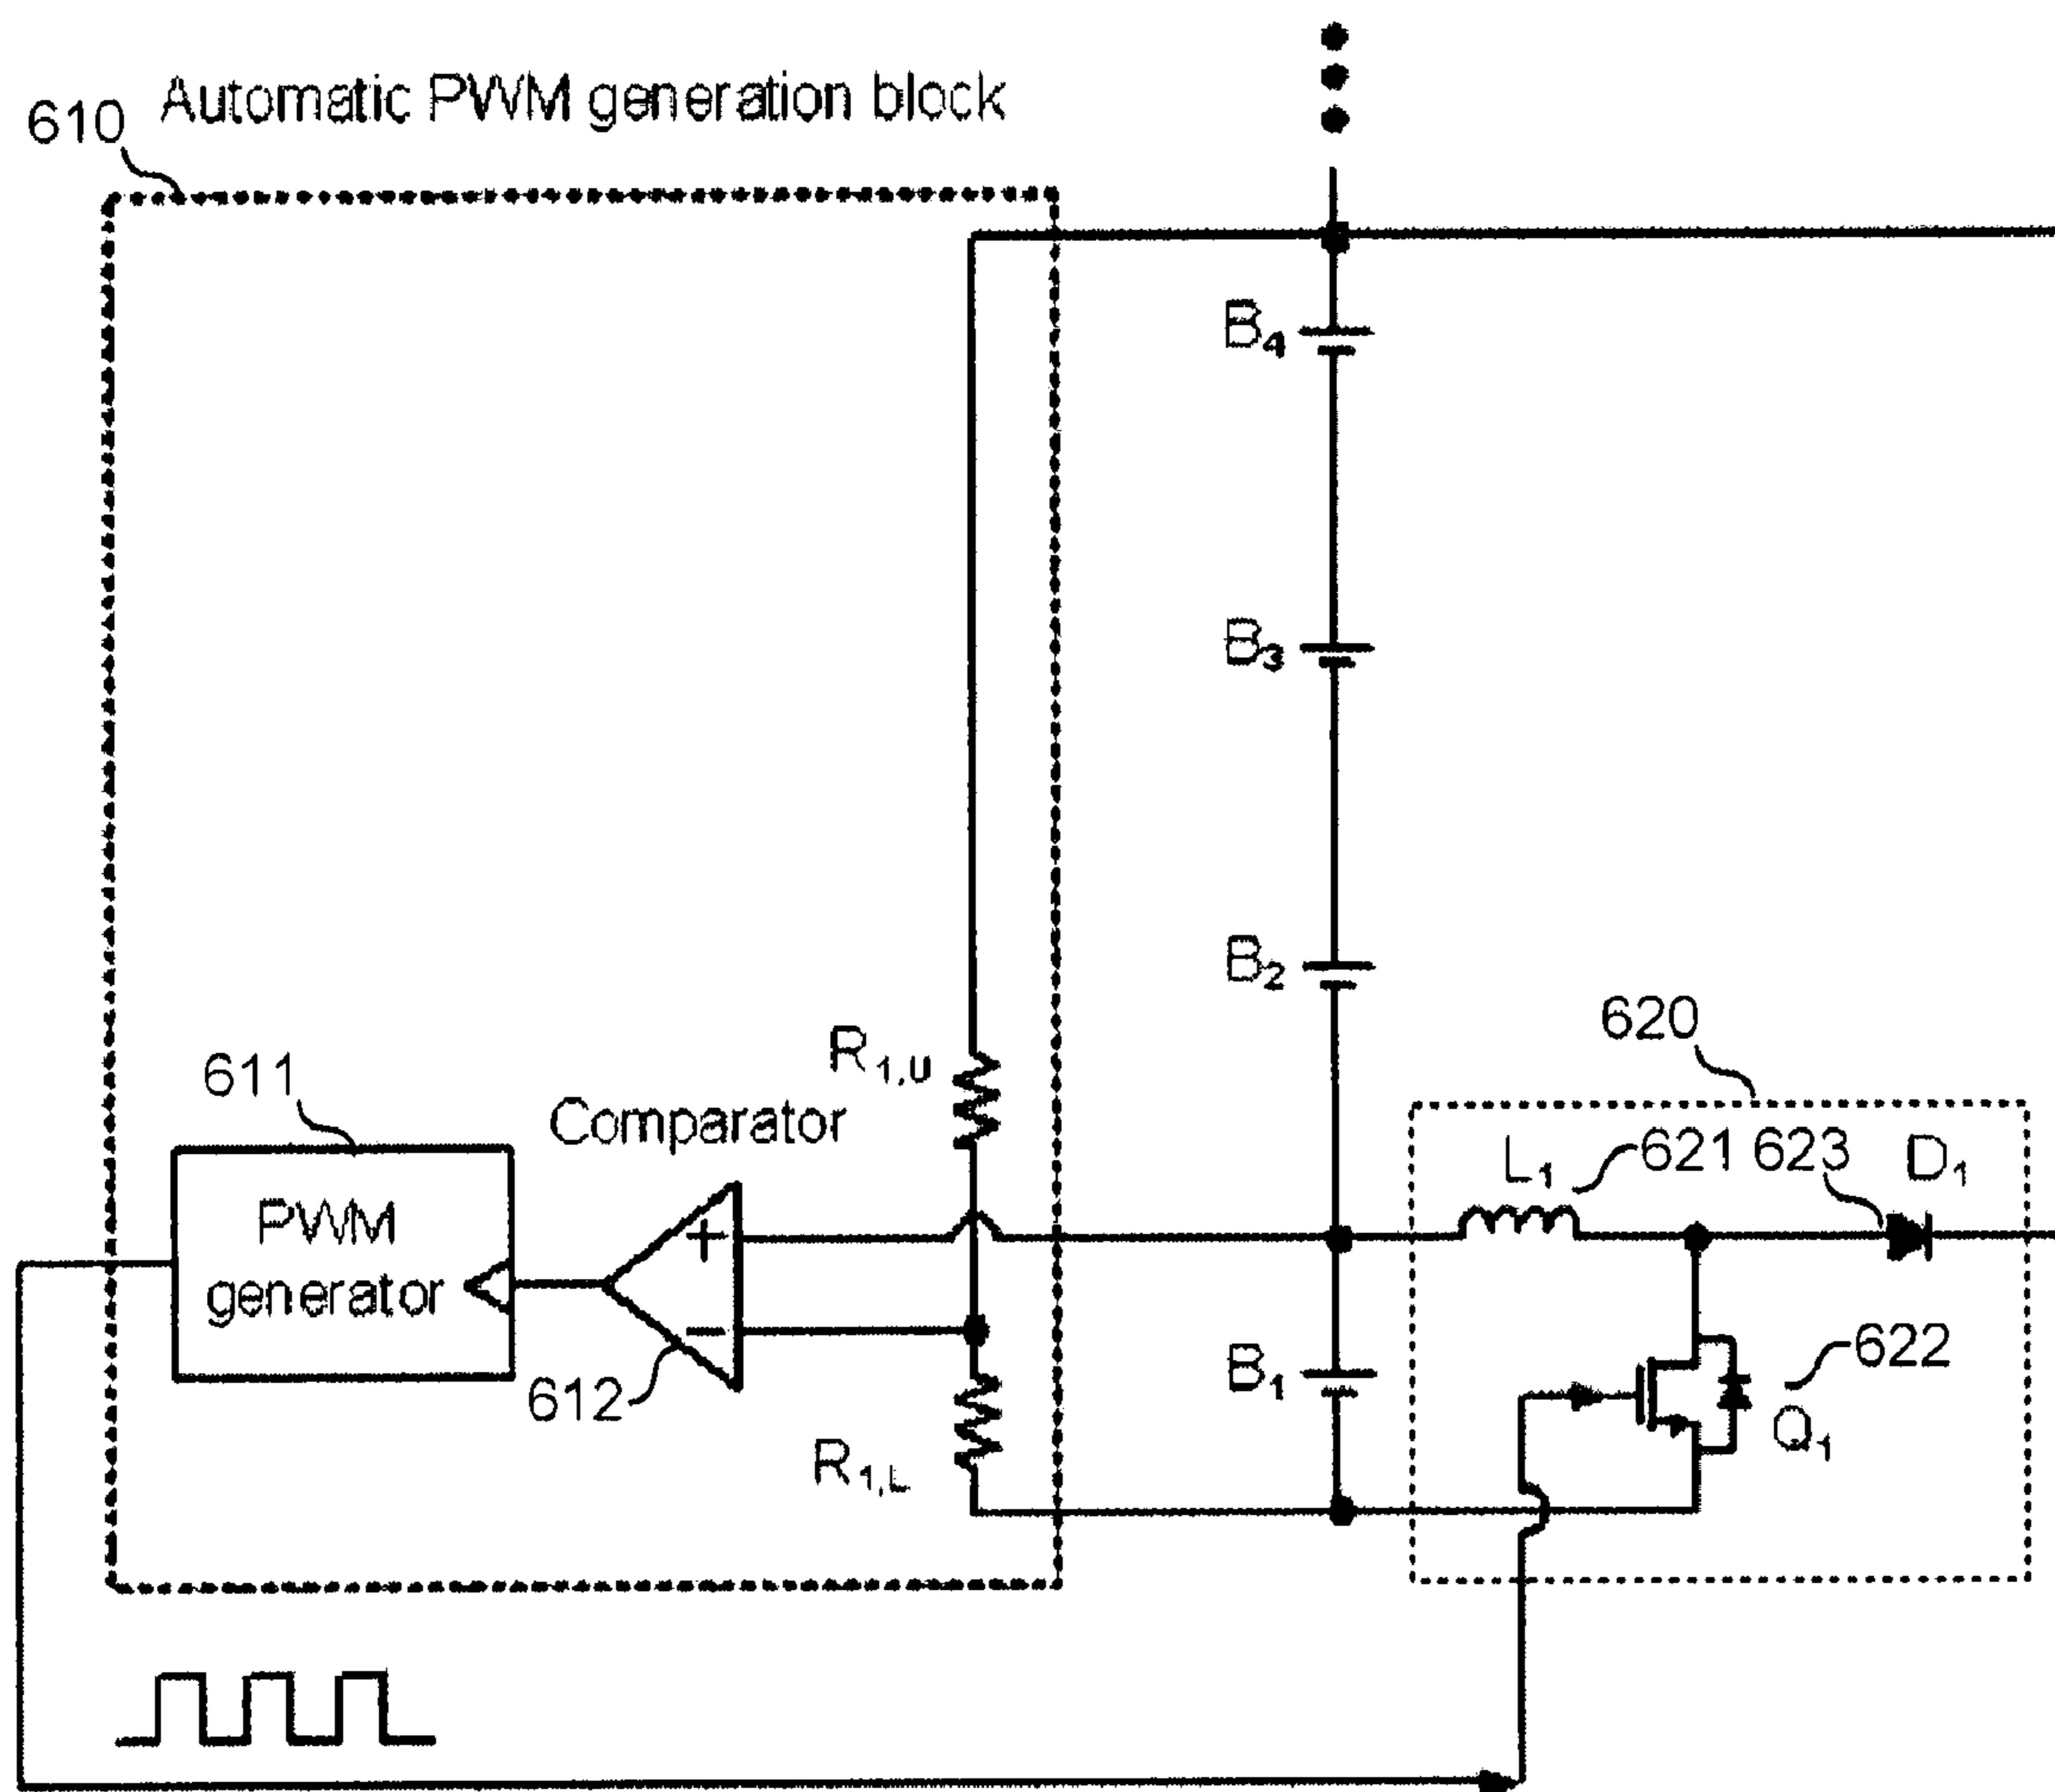 Automatic PWM generation block
610
B₄
B₃
B₂
620
R₁,U
611
Comparator
L₁
621
623
D₁
PWM
generator
+
−
612
B₁
622
Q₁
R₁,L